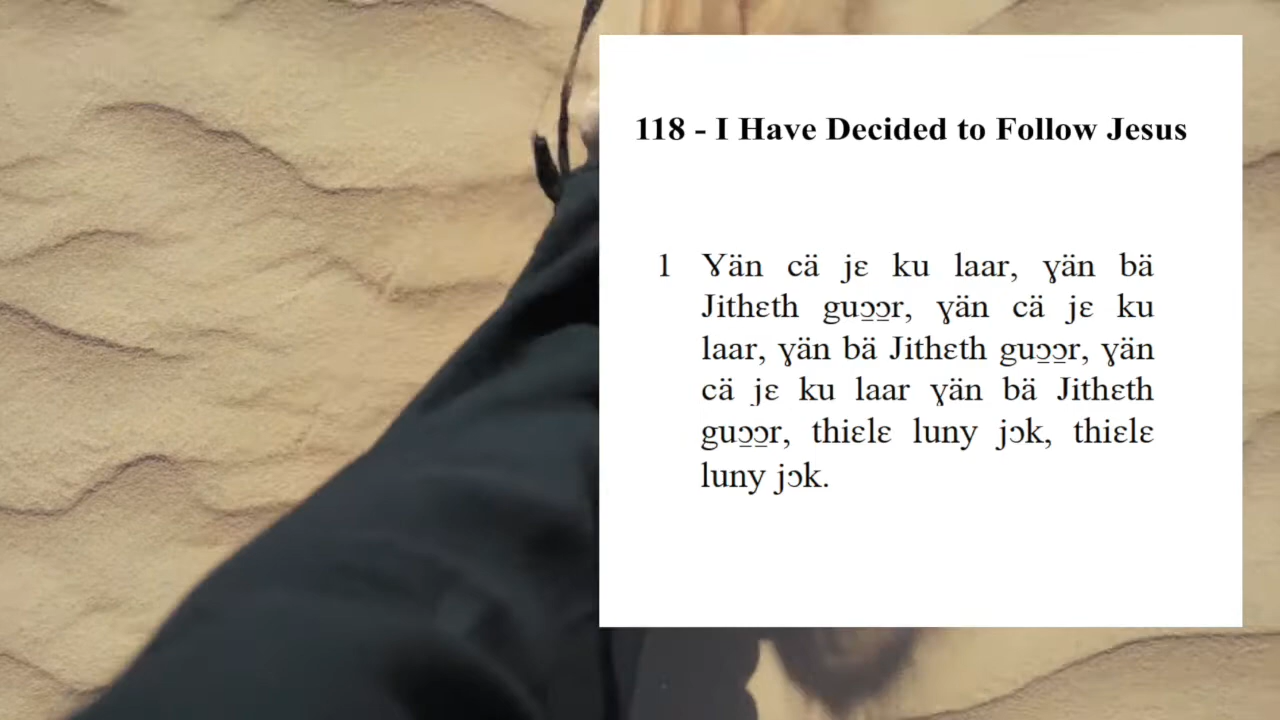 118 - I Have Decided to Follow Jesus
1 Ɣän cä jɛ ku laar, ɣän bä
Jithɛth guɔ̱ɔ̱r, ɣän cä jɛ ku
laar, ɣän bä Jithɛth guɔ̱ɔ̱r, ɣän
cä jɛ ku laar ɣän bä Jithɛth
guɔ̱ɔ̱r, thiɛlɛ luny jɔk, thiɛlɛ
luny jɔk.